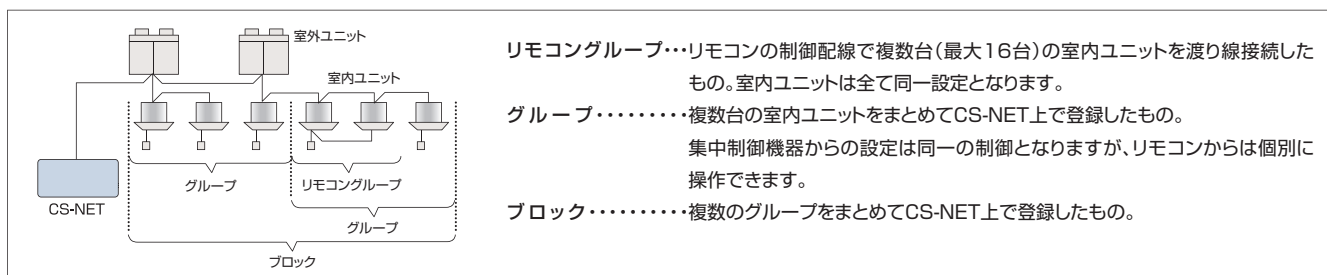 室外ユニット
室内ユニット
グループ
リモコングループ
CS-NET
グループ
ブロック
リモコングループ・・・リモコンの制御配線で複数台(最大16台)の室内ユニットを渡り線接続した
もの。室内ユニットは全て同一設定となります。
グループ・・・・・・・・・複数台の室内ユニットをまとめてCS-NET上で登録したもの。
集中制御機器からの設定は同一の制御となりますが、リモコンからは個別に
操作できます。
ブロック・・・・・・・・・・複数のグループをまとめてCS-NET上で登録したもの。